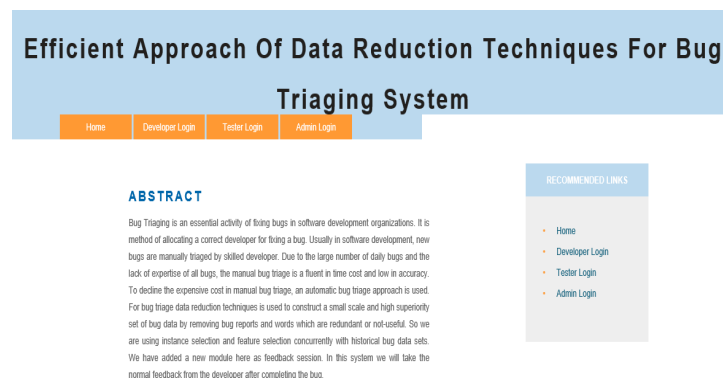 Efficient Approach Of Data Reduction Techniques For Bug
Triaging System
Home Developer Login Tester Login Admin Login
ABSTRACT
Bug Triaging is an essential activity of fixing bugs in software development organizations. It is
method of allocating a correct developer for fixing a bug. Usually in software development, new
bugs are manually triaged by skilled developer. Due to the large number of daily bugs and the
lack of expertise of all bugs, the manual bug triage is a fluent in time cost and low in accuracy.
To decline the expensive cost in manual bug triage, an automatic bug triage approach is used.
For bug triage data reduction techniques is used to construct a small scale and high superiority
set of bug data by removing bug reports and words which are redundant or not-useful. So we
are using instance selection and feature selection concurrently with historical bug data sets.
We have added a new module here as feedback session. In this system we will take the
normal feedback from the developer after completing the bug.
RECOMMENDED LINKS
Home
Developer Login
Tester Login
Admin Login